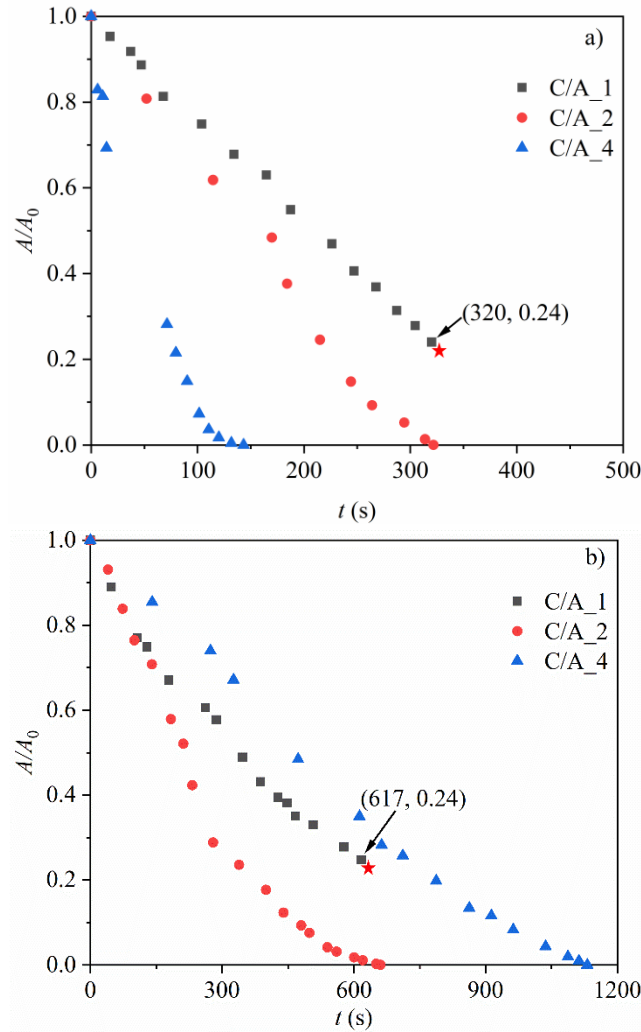 1.0
0.8
0.6
0.4
0.2
0.0
A/A₀
a)
C/A_1
C/A_2
C/A_4
(320, 0.24)
0 100 200 300 400 500
t (s)
1.0
0.8
0.6
0.4
0.2
0.0
A/A₀
b)
C/A_1
C/A_2
C/A_4
(617, 0.24)
0 300 600 900 1200
t (s)